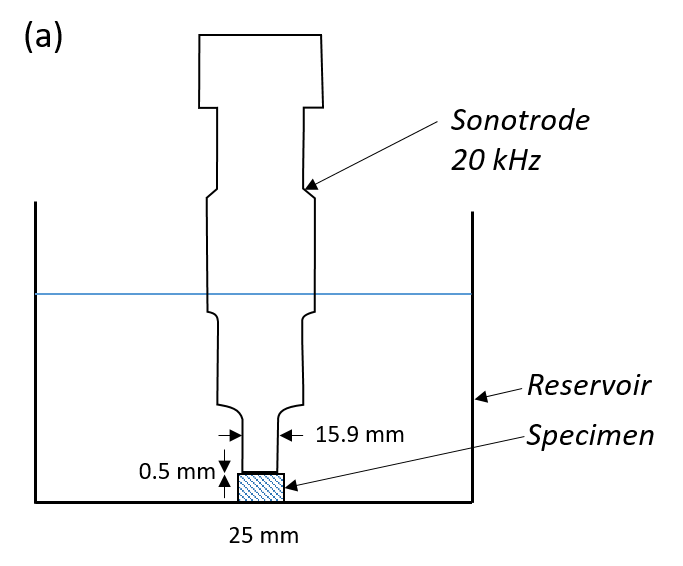 (a)
Sonotrode
20 kHz
Reservoir
15.9 mm
Specimen
0.5 mm
25 mm